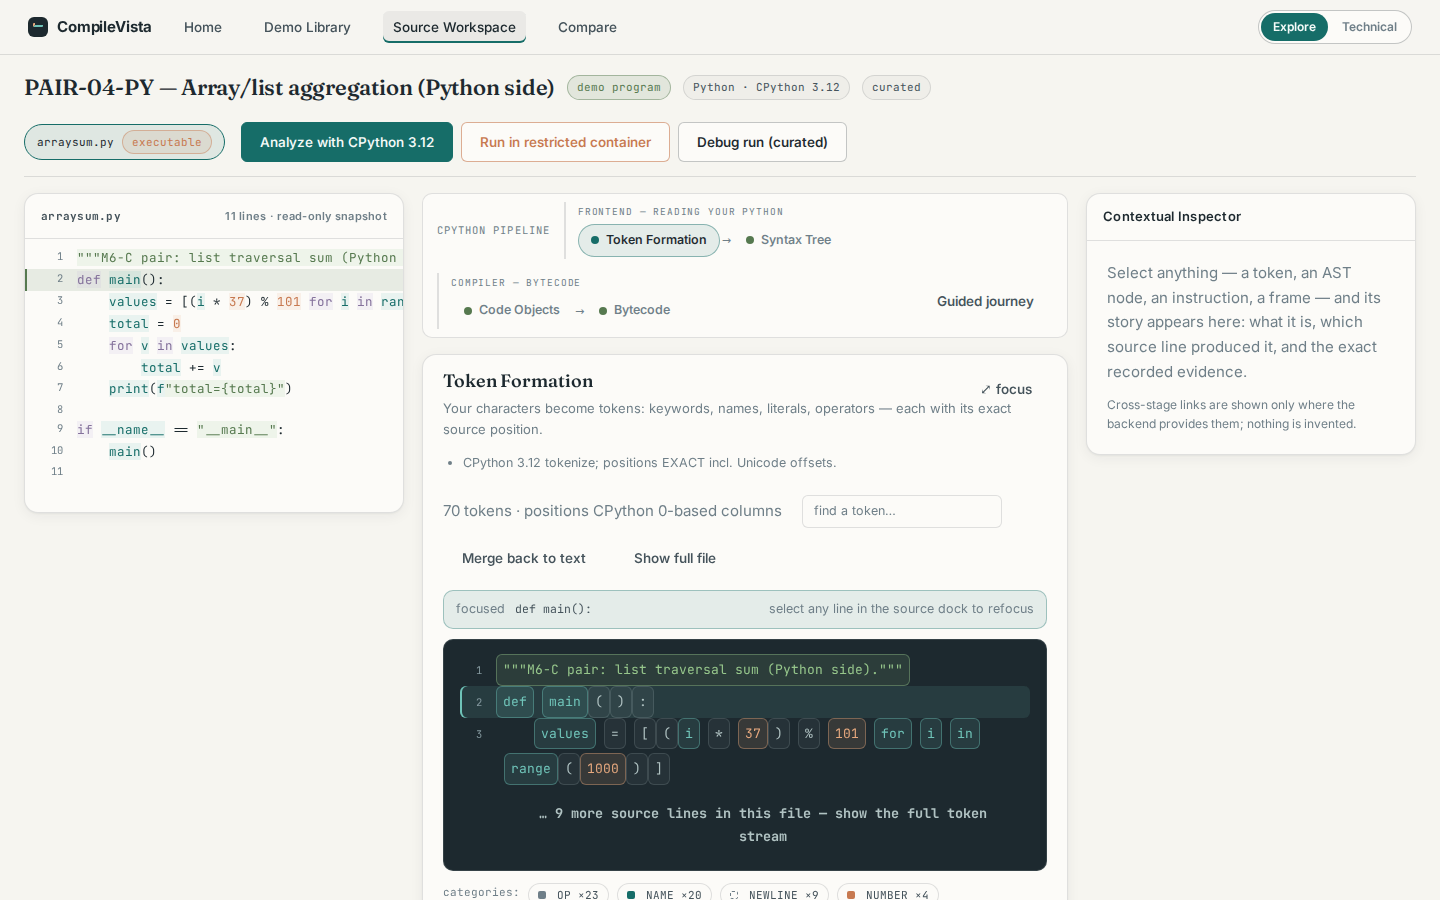 CompileVista Home Demo Library Source Workspace Compare Explore Technical
PAIR-04-PY — Array/list aggregation (Python side) demo program Python · CPython 3.12 curated
arraysum.py executable Analyze with CPython 3.12 Run in restricted container Debug run (curated)
arraysum.py 11 lines · read-only snapshot
1 """M6-C pair: list traversal sum (Python
2 def main():
3 values = [(i * 37) % 101 for i in ran
4 total = 0
5 for v in values:
6 total += v
7 print(f"total={total}")
8
9 if __name__ == "__main__":
10 main()
11
CPYTHON PIPELINE
FRONTEND — READING YOUR PYTHON
Token Formation → Syntax Tree
COMPILER — BYTECODE
Code Objects → Bytecode
Guided journey
Token Formation
⤢ focus
Your characters become tokens: keywords, names, literals, operators — each with its exact
source position.
• CPython 3.12 tokenize; positions EXACT incl. Unicode offsets.
70 tokens · positions CPython 0-based columns find a token...
Merge back to text Show full file
focused def main(): select any line in the source dock to refocus
1 """M6-C pair: list traversal sum (Python side)."""
2 def main ( ) :
3 values = [ ( i * 37 ) % 101 for i in
range ( 1000 ) ]
… 9 more source lines in this file — show the full token
stream
categories: OP ×23 NAME ×20 NEWLINE ×9 NUMBER ×4
Contextual Inspector
Select anything — a token, an AST
node, an instruction, a frame — and its
story appears here: what it is, which
source line produced it, and the exact
recorded evidence.
Cross-stage links are shown only where the
backend provides them; nothing is invented.